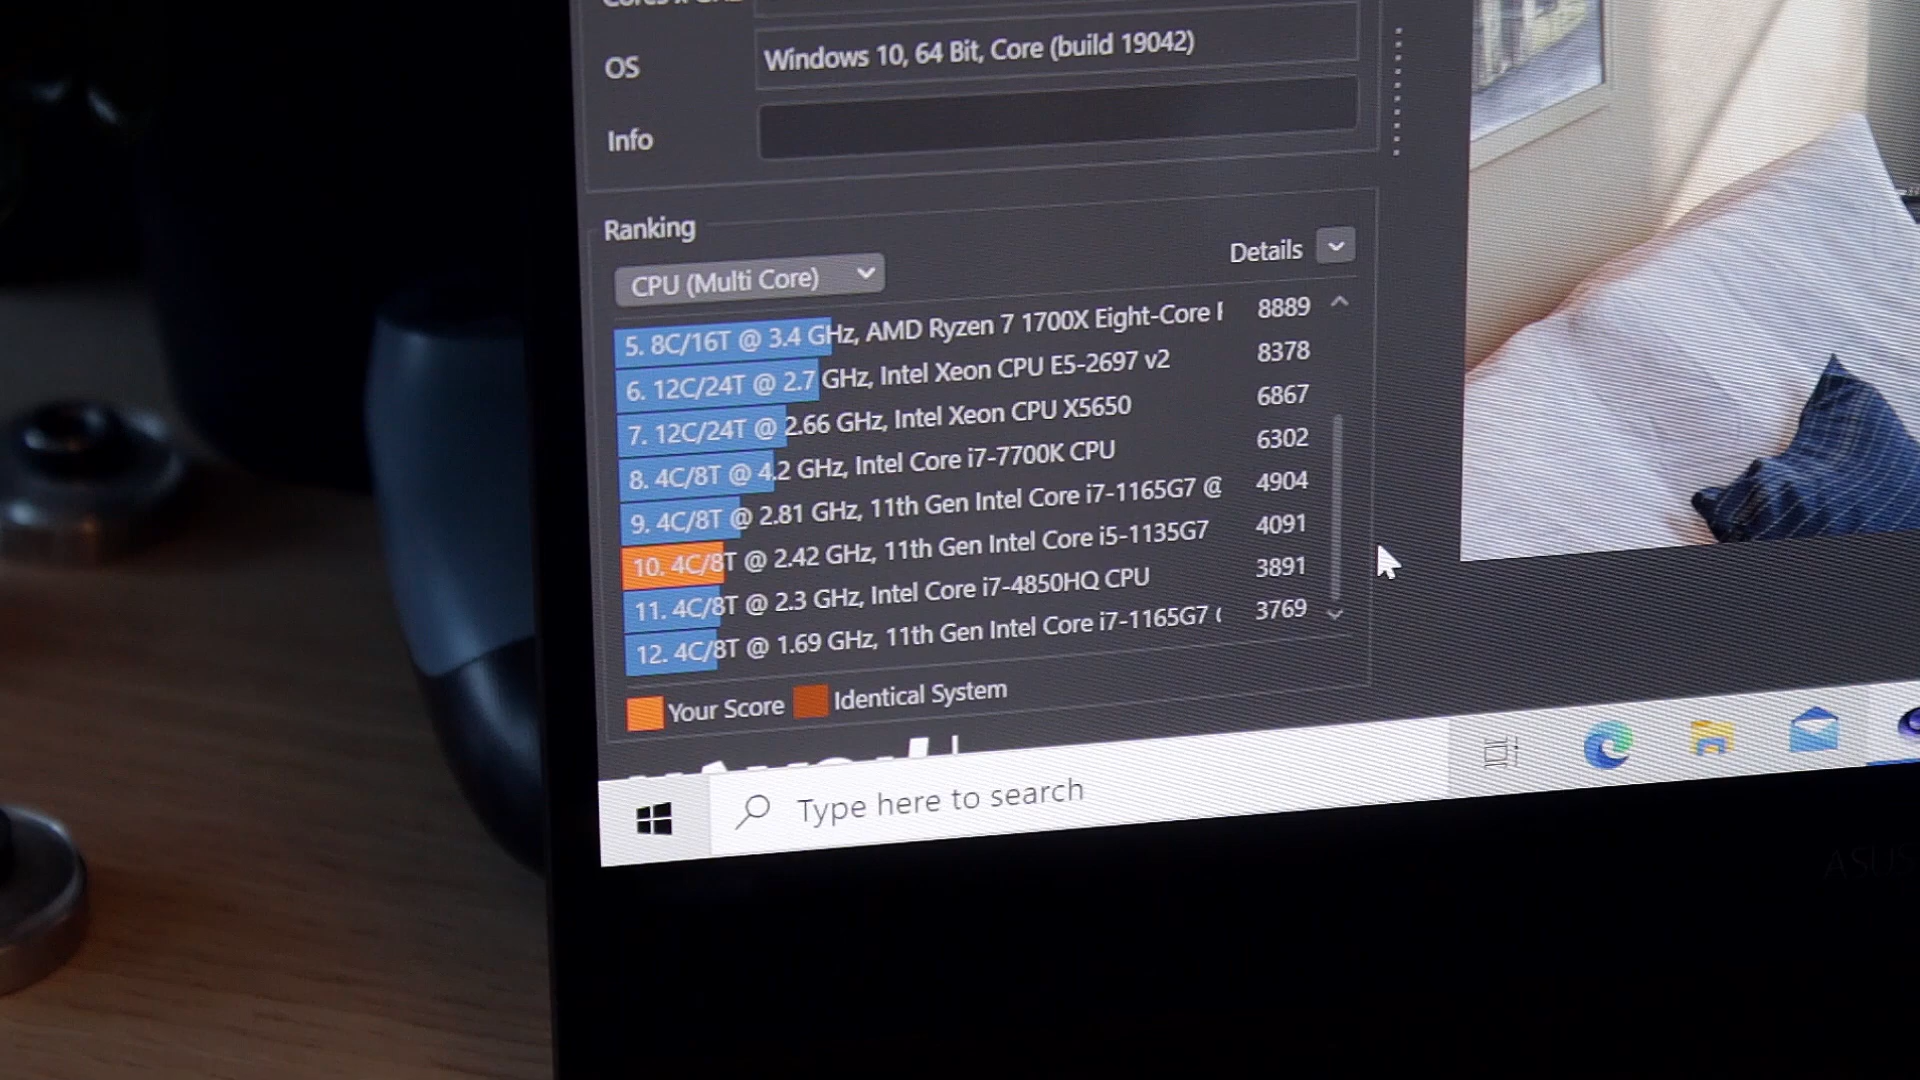 OS
Windows 10, 64 Bit, Core (build 19042)
Info
Ranking
CPU (Multi Core)
Details
5. 8C/16T @ 3.4 GHz, AMD Ryzen 7 1700X Eight-Core 8889
6. 12C/24T @ 2.7 GHz, Intel Xeon CPU E5-2697 v2 8378
7. 12C/24T @ 2.66 GHz, Intel Xeon CPU X5650 6867
8. 4C/8T @ 4.2 GHz, Intel Core i7-7700K CPU 6302
9. 4C/8T @ 2.81 GHz, 11th Gen Intel Core i7-1165G7 @ 4904
10. 4C/8T @ 2.42 GHz, 11th Gen Intel Core i5-1135G7 4091
11. 4C/8T @ 2.3 GHz, Intel Core i7-4850HQ CPU 3891
12. 4C/8T @ 1.69 GHz, 11th Gen Intel Core i7-1165G7 3769
Your Score Identical System
Type here to search
ASUS